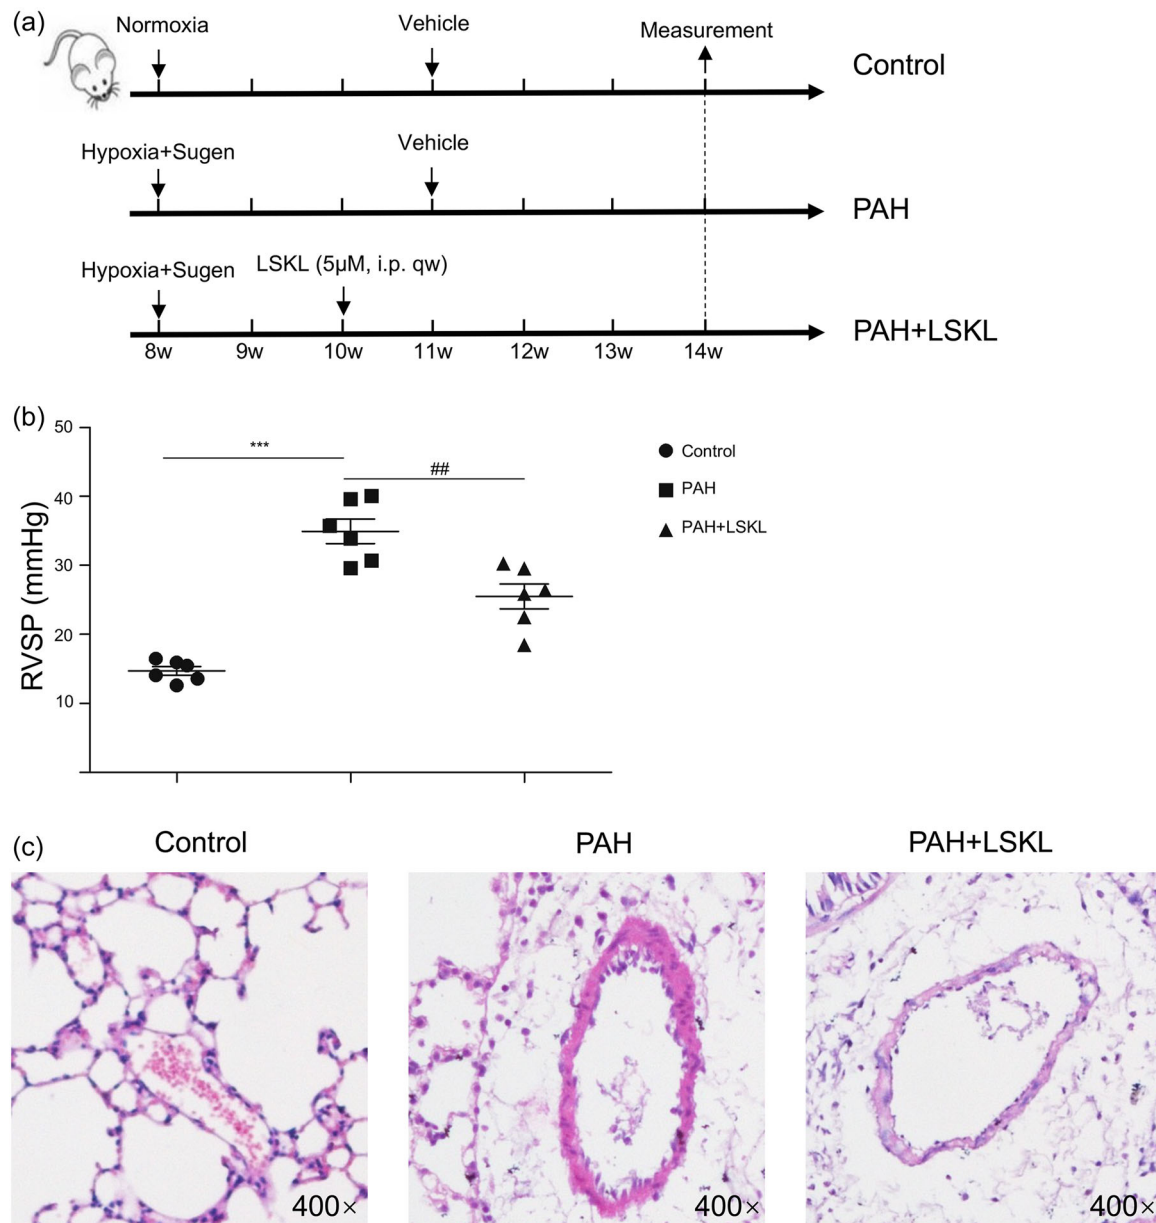 (a)
Normoxia
Vehicle
Measurement
Control
Hypoxia+Sugen
Vehicle
PAH
Hypoxia+Sugen
LSKL (5μM, i.p. qw)
PAH+LSKL
8w 9w 10w 11w 12w 13w 14w
(b)
RVSP (mmHg)
50
40
30
20
10
***
##
Control
PAH
PAH+LSKL
(c)
Control
PAH
PAH+LSKL
400×
400×
400×